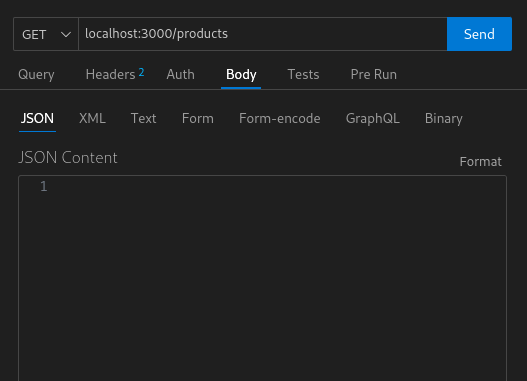 GET localhost:3000/products Send
Query Headers 2 Auth Body Tests Pre Run
JSON XML Text Form Form-encode GraphQL Binary
JSON Content Format
1